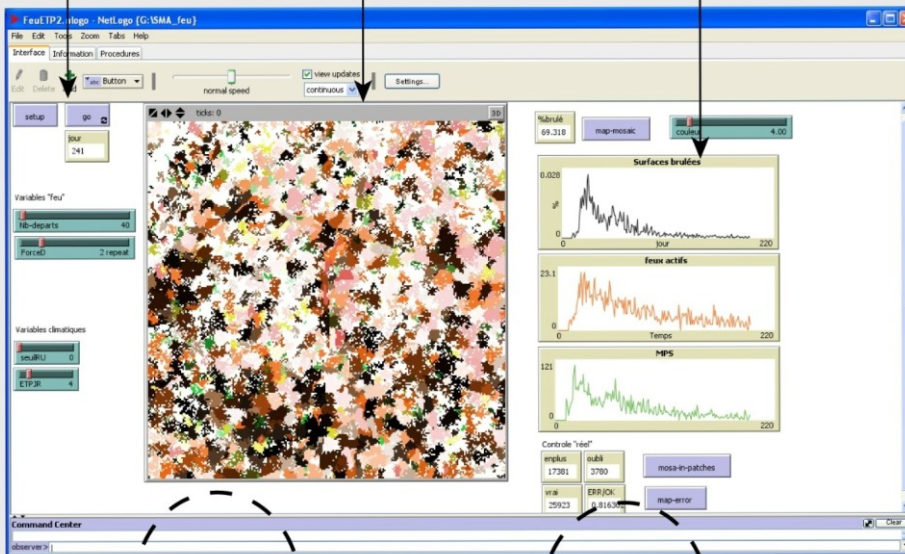 FeuETP2.nlogo - NetLogo {G:\SMA_feu}
File Edit Tools Zoom Tabs Help
Interface Information Procedures
Edit Delete Add Button normal speed view updates continuous Settings...
setup go
jour
241
Variables "feu"
Nb-departs 40
ForceD 2 repeat
Variables climatiques
seuilRU 0
ETPJR 4
ticks: 0 3D
%brulé
69.318
map-mosaic
couleur 4.00
Surfaces brulées
0.028
%
0
0 jour 220
feux actifs
23.1
0
0 Temps 220
MPS
121
0
0 220
Controle "réel"
enplus oubli
17381 3780
mosa-in-patches
vrai ERR/OK
25923 0.81630
map-error
Command Center Clear
observer>